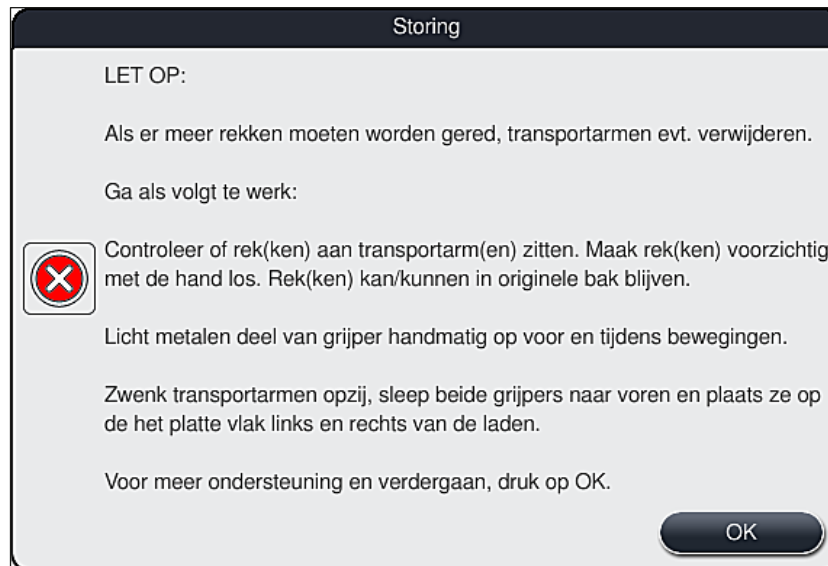 Storing
LET OP:
Als er meer rekken moeten worden gered, transportarmen evt. verwijderen.
Ga als volgt te werk:
Controleer of rek(ken) aan transportarm(en) zitten. Maak rek(ken) voorzichtig
met de hand los. Rek(ken) kan/kunnen in originele bak blijven.
Licht metalen deel van grijper handmatig op voor en tijdens bewegingen.
Zwenk transportarmen opzij, sleep beide grijpers naar voren en plaats ze op
de het platte vlak links en rechts van de laden.
Voor meer ondersteuning en verdergaan, druk op OK.
OK